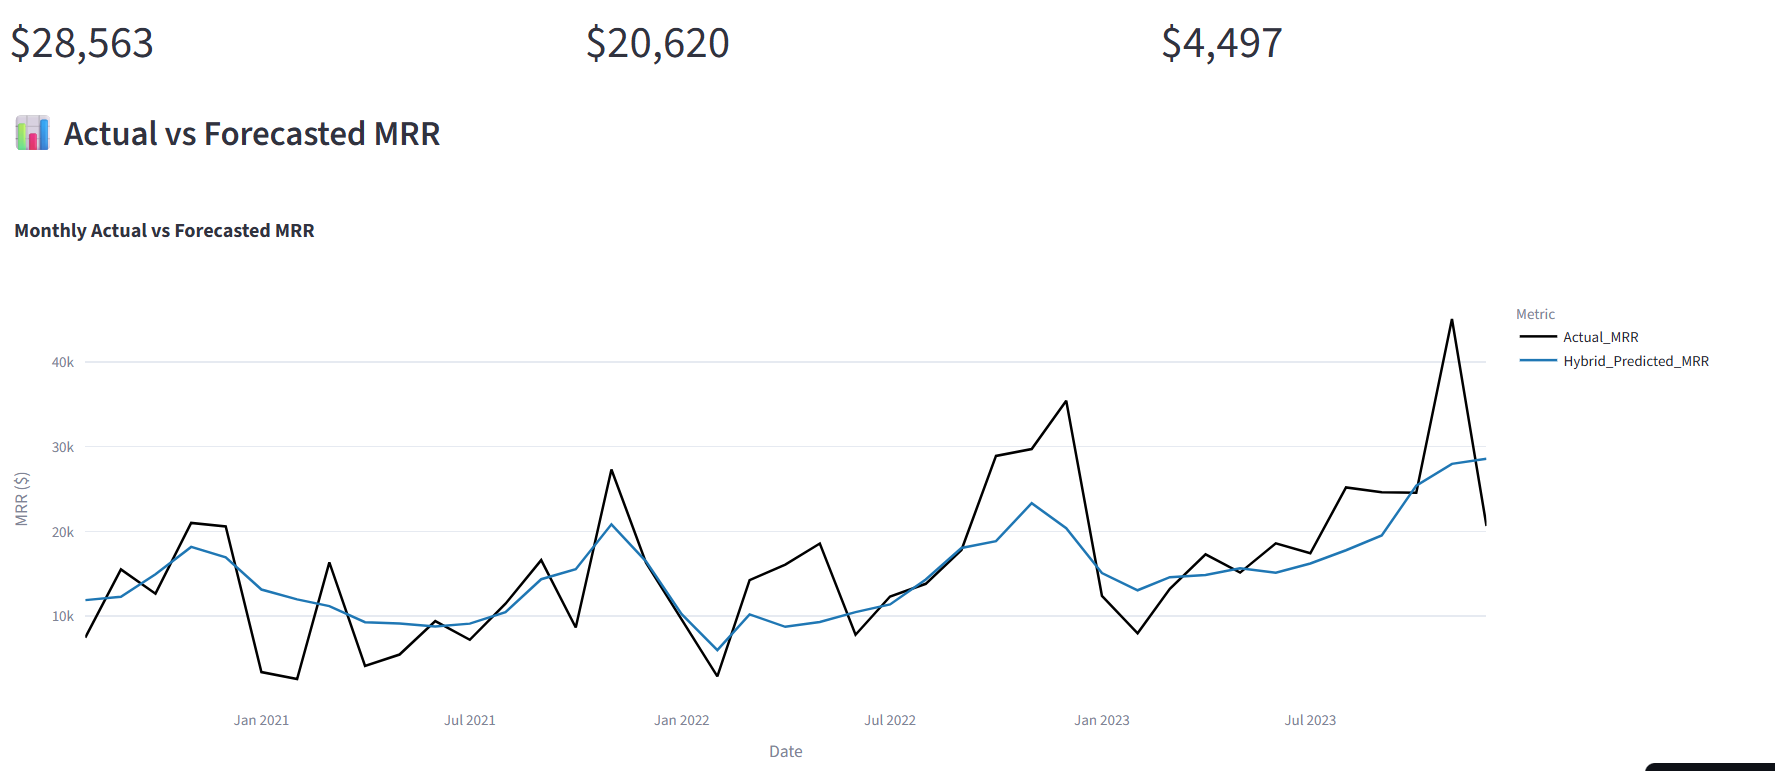 $28,563 $20,620 $4,497
Actual vs Forecasted MRR
Monthly Actual vs Forecasted MRR
Metric
Actual_MRR
Hybrid_Predicted_MRR
40k
30k
20k
10k
MRR ($)
Jan 2021 Jul 2021 Jan 2022 Jul 2022 Jan 2023 Jul 2023
Date